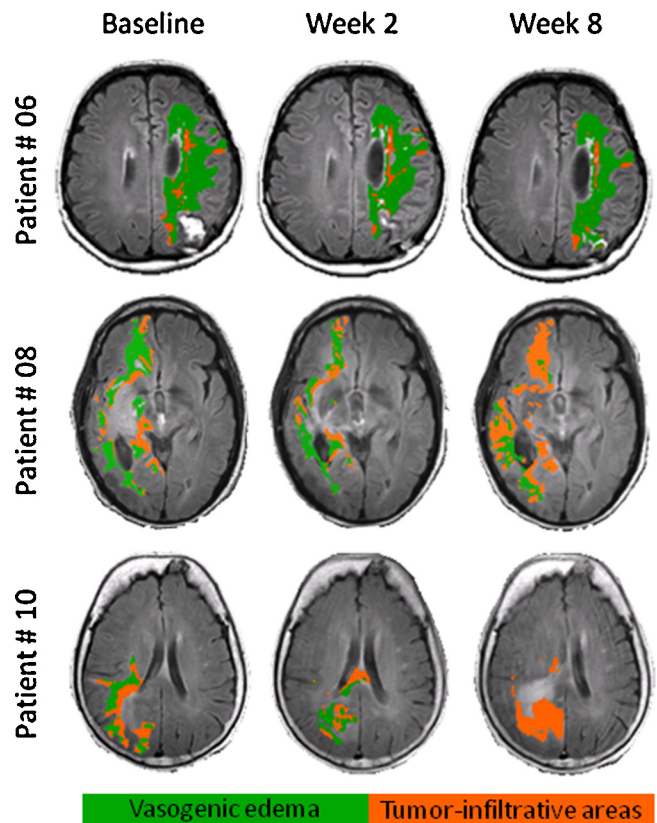 Baseline Week 2 Week 8
Patient # 06
Patient # 08
Patient # 10
Vasogenic edema Tumor-infiltrative areas